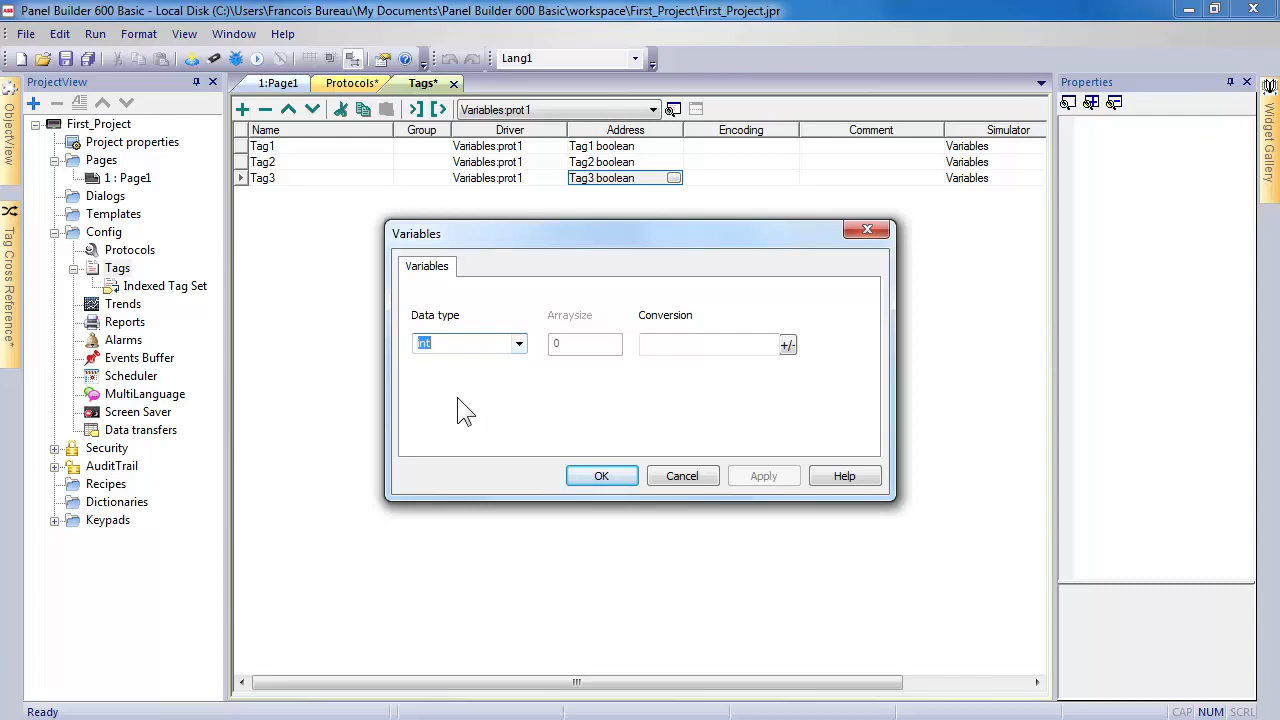 Panel Builder 600 Basic - Local Disk (C:)\Users\Francois Bureau\My Documents\Panel Builder 600 Basic\workspace\First_Project\First_Project.jpr
File Edit Run Format View Window Help
Lang1
ProjectView
1:Page1 Protocols* Tags*
Properties
ObjectView
Tag Cross Reference*
Widget Gallery
Variables:prot1
First_Project
Project properties
Pages
1 : Page1
Dialogs
Templates
Config
Protocols
Tags
Indexed Tag Set
Trends
Reports
Alarms
Events Buffer
Scheduler
MultiLanguage
Screen Saver
Data transfers
Security
AuditTrail
Recipes
Dictionaries
Keypads
Name Group Driver Address Encoding Comment Simulator
Tag1 Variables:prot1 Tag1 boolean Variables
Tag2 Variables:prot1 Tag2 boolean Variables
Tag3 Variables:prot1 Tag3 boolean Variables
Variables
Variables
Data type Arraysize Conversion
int 0 +/-
OK Cancel Apply Help
Ready CAP NUM SCRL